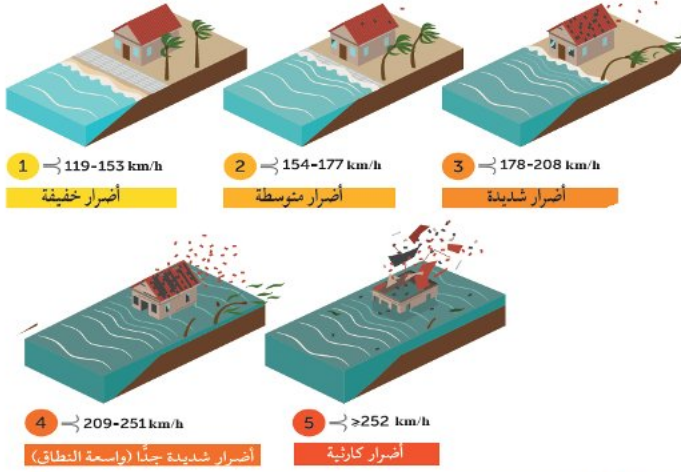 1 119-153 km/h
أضرار خفيفة
2 154-177 km/h
أضرار متوسطة
3 178-208 km/h
أضرار شديدة
4 209-251 km/h
أضرار شديدة جدًّا (واسعة النطاق)
5 ≥252 km/h
أضرار كارثية